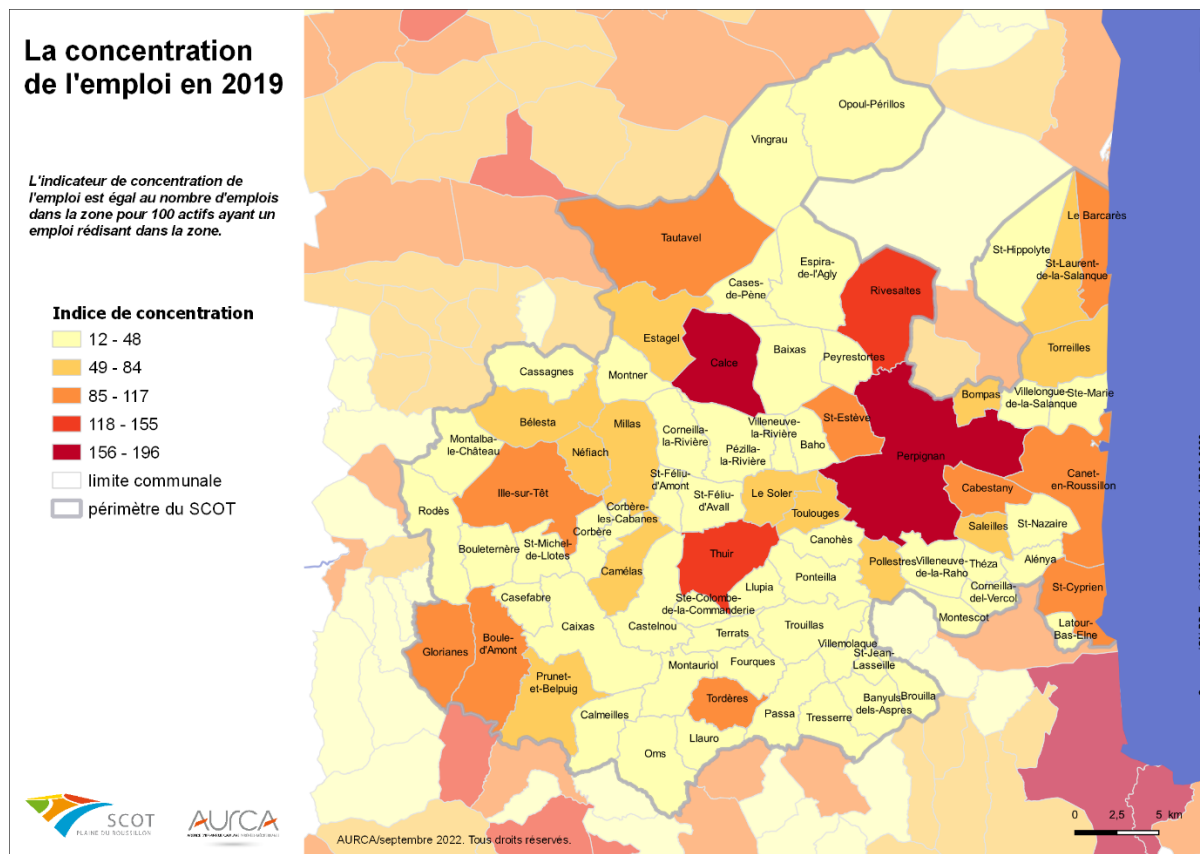 La concentration
de l'emploi en 2019
L'indicateur de concentration de
l'emploi est égal au nombre d'emplois
dans la zone pour 100 actifs ayant un
emploi rédisant dans la zone.
Indice de concentration
12 - 48
49 - 84
85 - 117
118 - 155
156 - 196
limite communale
périmètre du SCOT
Opoul-Périllos
Vingrau
Le Barcarès
Tautavel
St-Hippolyte
Espira-
de-l'Agly
St-Laurent-
de-la-Salanque
Cases-
de-Pène
Rivesaltes
Estagel
Calce
Baixas
Peyrestortes
Torreilles
Cassagnes
Montner
Bompas
Villelongue-
de-la-Salanque
Ste-Marie
Bélesta
Millas
Corneilla-
la-Rivière
Villeneuve-
la-Rivière
St-Estève
Montalba-
le-Château
Néfiach
Pézilla-
la-Rivière
Baho
Perpignan
Canet-
en-Roussillon
Ille-sur-Têt
St-Féliu-
d'Amont
St-Féliu-
d'Avall
Le Soler
Cabestany
Rodès
Corbère-
les-Cabanes
Toulouges
Saleilles
St-Nazaire
Corbère
Bouleternère
St-Michel-
de-Llotes
Thuir
Canohès
Pollestres
Villeneuve-
de-la-Raho
Théza
Alénya
Camélas
Ponteilla
Llupia
Corneilla-
del-Vercol
St-Cyprien
Casefabre
Ste-Colombe-
de-la-Commanderie
Montescot
Latour-
Bas-Elne
Caixas
Castelnou
Terrats
Trouillas
Glorianes
Boule-
d'Amont
Villemolaque
St-Jean-
Lasseille
Montauriol
Fourques
Prunet-
et-Belpuig
Tordères
Banyuls
dels-Aspres
Brouilla
Calmeilles
Passa
Tresserre
Llauro
Oms
SCOT
PLAINE DU ROUSSILLON
AURCA
AURCA/septembre 2022. Tous droits réservés.
0 2,5 5 km